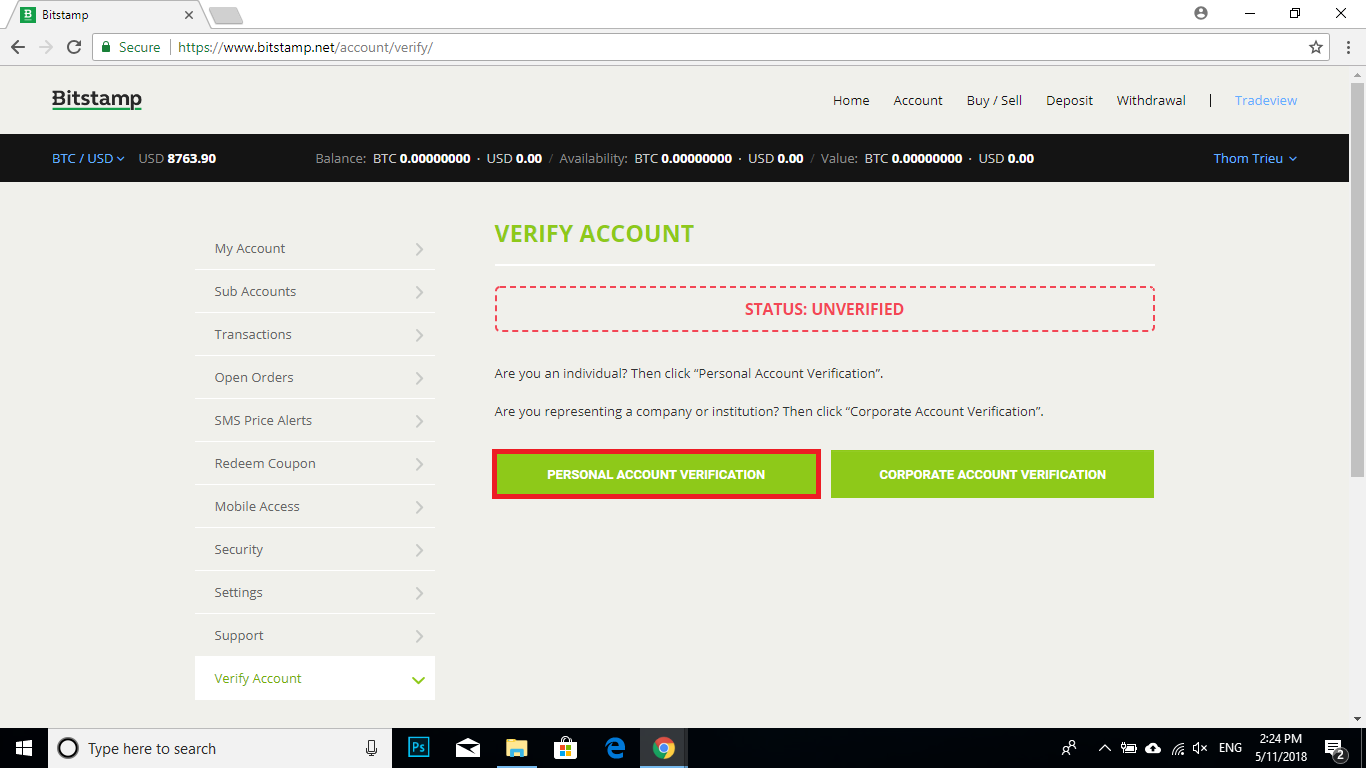 Bitstamp
Secure https://www.bitstamp.net/account/verify/
Bitstamp
Home Account Buy / Sell Deposit Withdrawal | Tradeview
BTC / USD USD 8763.90 Balance: BTC 0.00000000 · USD 0.00 / Availability: BTC 0.00000000 · USD 0.00 / Value: BTC 0.00000000 · USD 0.00 Thom Trieu
My Account
Sub Accounts
Transactions
Open Orders
SMS Price Alerts
Redeem Coupon
Mobile Access
Security
Settings
Support
Verify Account
VERIFY ACCOUNT
STATUS: UNVERIFIED
Are you an individual? Then click “Personal Account Verification”.
Are you representing a company or institution? Then click “Corporate Account Verification”.
PERSONAL ACCOUNT VERIFICATION CORPORATE ACCOUNT VERIFICATION
Type here to search Ps ENG 2:24 PM
5/11/2018 2